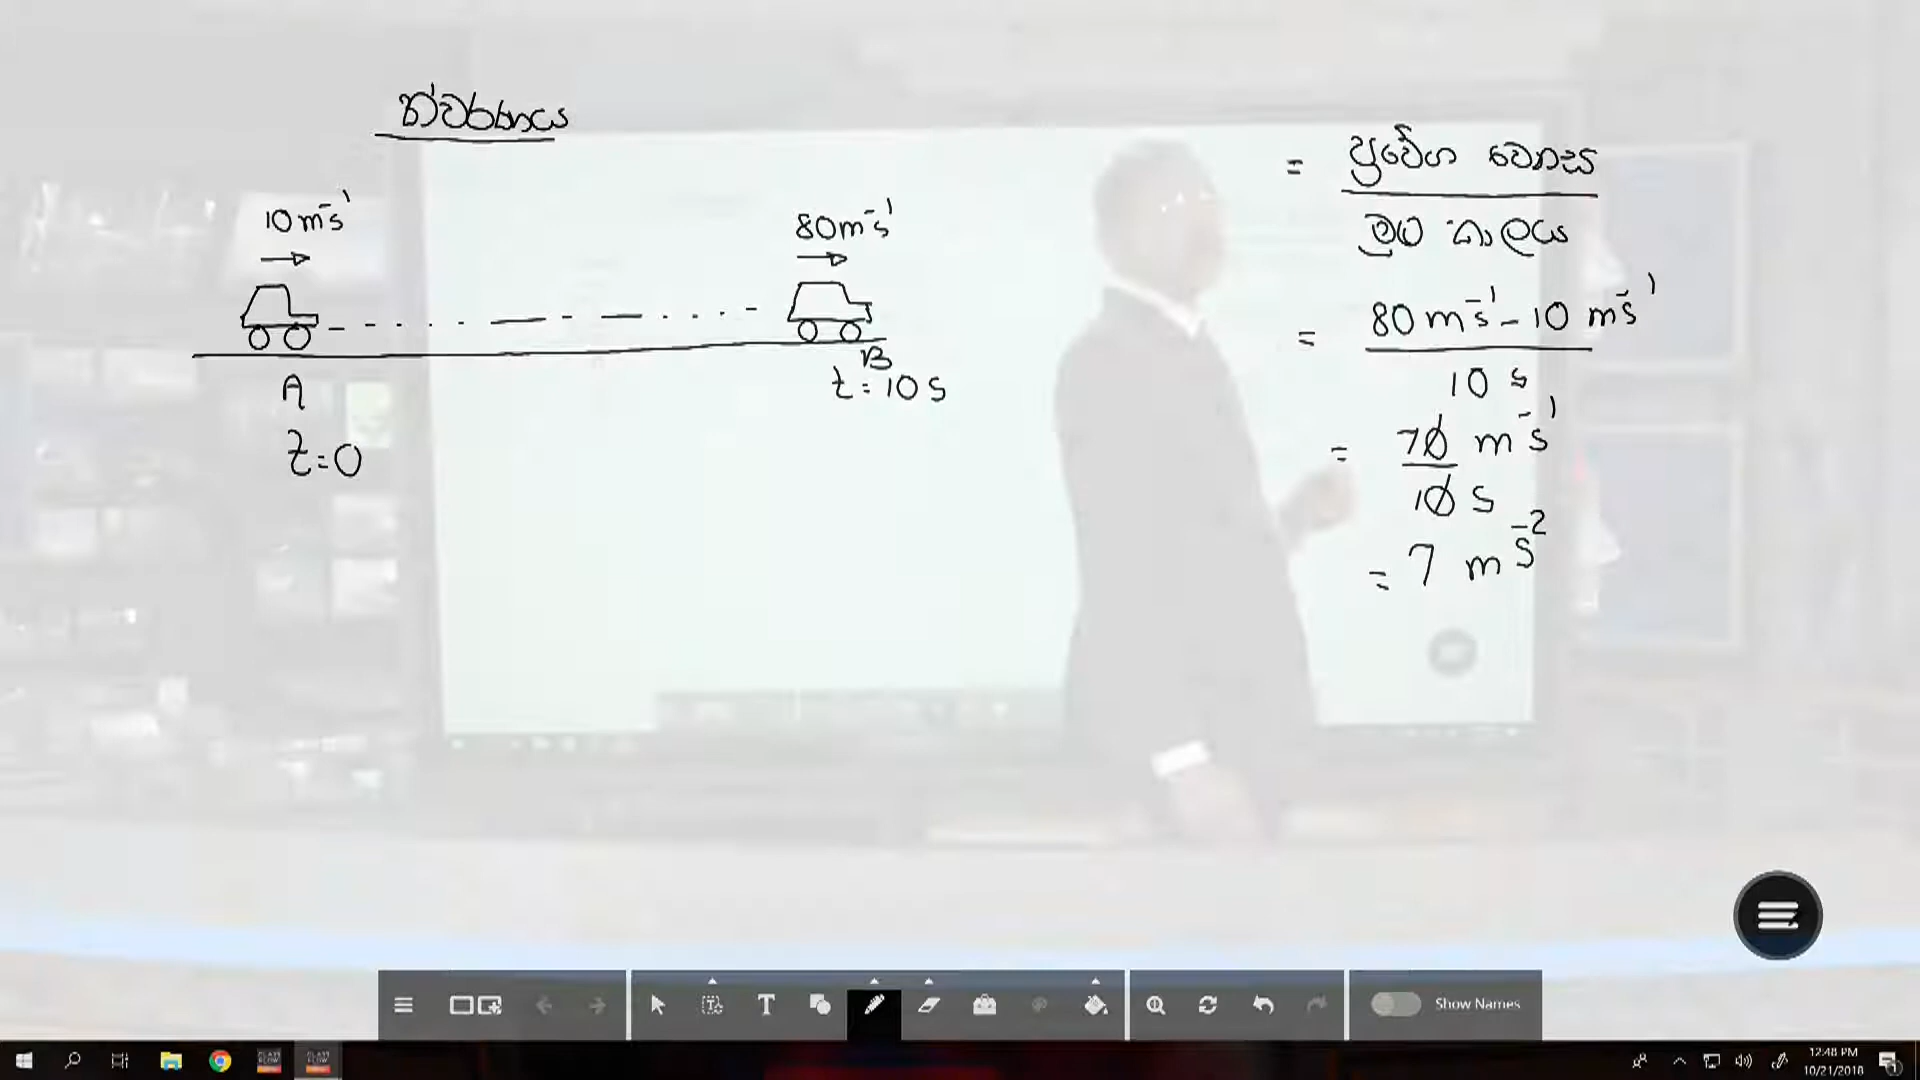 ත්වරණය
10 ms⁻¹
80 ms⁻¹
A
B
t = 0
t = 10 s
= ප්‍රවේග වෙනස
කාලය
= 80 ms⁻¹ - 10 ms⁻¹
10 s
= 70 ms⁻¹
10 s
= 7 ms⁻²
T
Show Names
12:48 PM
10/21/2018